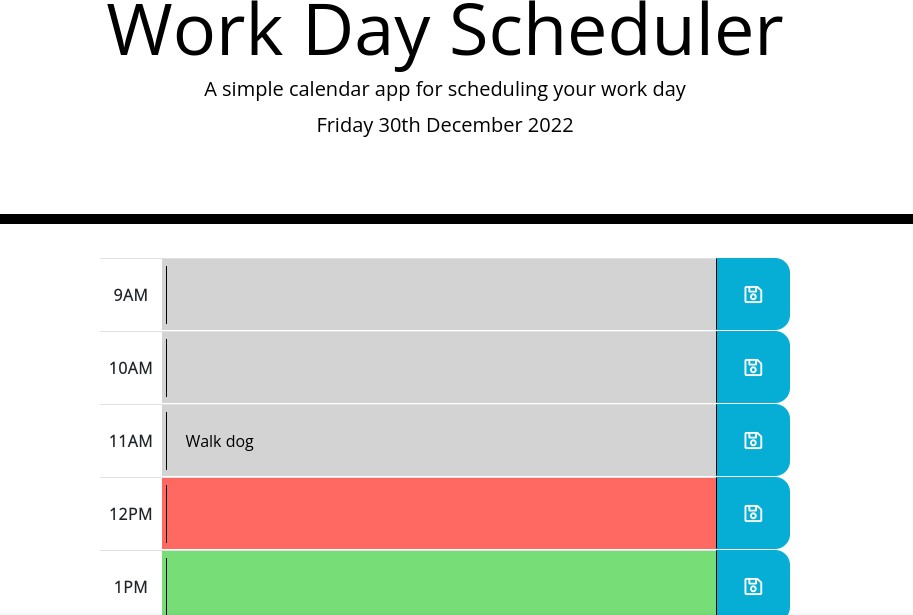 Work Day Scheduler
A simple calendar app for scheduling your work day
Friday 30th December 2022
9AM
10AM
11AM Walk dog
12PM
1PM